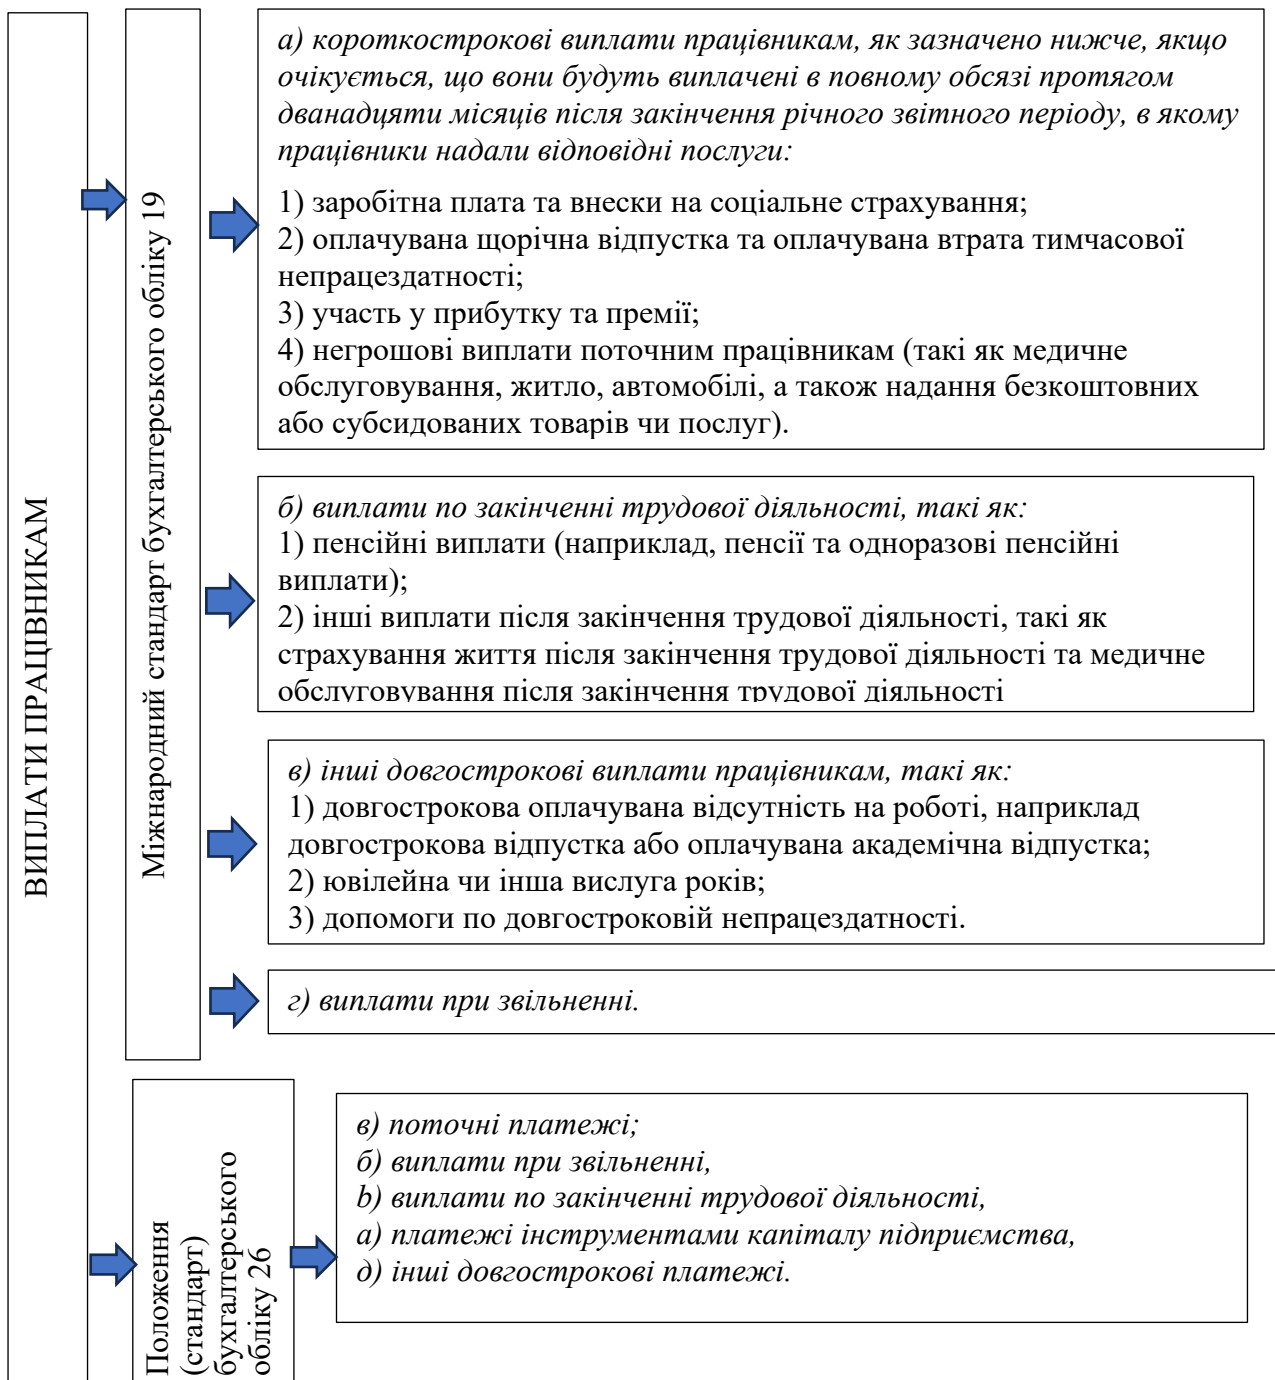 ВИПЛАТИ ПРАЦІВНИКАМ
Міжнародний стандарт бухгалтерського обліку 19
а) короткострокові виплати працівникам, як зазначено нижче, якщо
очікується, що вони будуть виплачені в повному обсязі протягом
дванадцяти місяців після закінчення річного звітного періоду, в якому
працівники надали відповідні послуги:
1) заробітна плата та внески на соціальне страхування;
2) оплачувана щорічна відпустка та оплачувана втрата тимчасової
непрацездатності;
3) участь у прибутку та премії;
4) негрошові виплати поточним працівникам (такі як медичне
обслуговування, житло, автомобілі, а також надання безкоштовних
або субсидованих товарів чи послуг).
б) виплати по закінченні трудової діяльності, такі як:
1) пенсійні виплати (наприклад, пенсії та одноразові пенсійні
виплати);
2) інші виплати після закінчення трудової діяльності, такі як
страхування життя після закінчення трудової діяльності та медичне
обслуговування після закінчення трудової діяльності
в) інші довгострокові виплати працівникам, такі як:
1) довгострокова оплачувана відсутність на роботі, наприклад
довгострокова відпустка або оплачувана академічна відпустка;
2) ювілейна чи інша вислуга років;
3) допомоги по довгостроковій непрацездатності.
г) виплати при звільненні.
Положення
(стандарт)
бухгалтерського
обліку 26
в) поточні платежі;
б) виплати при звільненні,
b) виплати по закінченні трудової діяльності,
а) платежі інструментами капіталу підприємства,
д) інші довгострокові платежі.